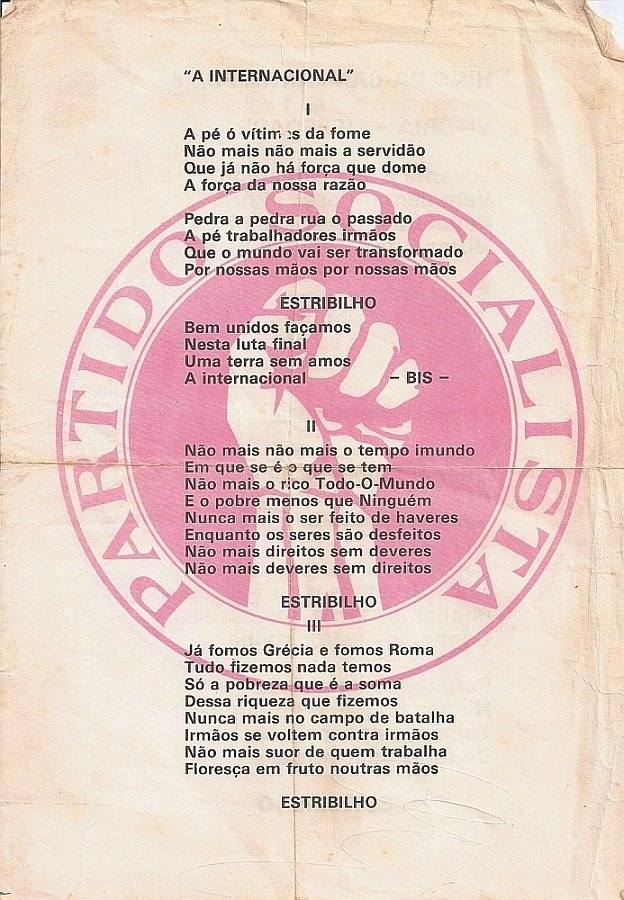 "A INTERNACIONAL"
I
A pé ó vítimas da fome
Não mais não mais a servidão
Que já não há força que dome
A força da nossa razão
Pedra a pedra rua o passado
A pé trabalhadores irmãos
Que o mundo vai ser transformado
Por nossas mãos por nossas mãos
ESTRIBILHO
Bem unidos façamos
Nesta luta final
Uma terra sem amos
A internacional – BIS –
II
Não mais não mais o tempo imundo
Em que se é o que se tem
Não mais o rico Todo-O-Mundo
E o pobre menos que Ninguém
Nunca mais o ser feito de haveres
Enquanto os seres são desfeitos
Não mais direitos sem deveres
Não mais deveres sem direitos
ESTRIBILHO
III
Já fomos Grécia e fomos Roma
Tudo fizemos nada temos
Só a pobreza que é a soma
Dessa riqueza que fizemos
Nunca mais no campo de batalha
Irmãos se voltem contra irmãos
Não mais suor de quem trabalha
Floresça em fruto noutras mãos
ESTRIBILHO
PARTIDO SOCIALISTA